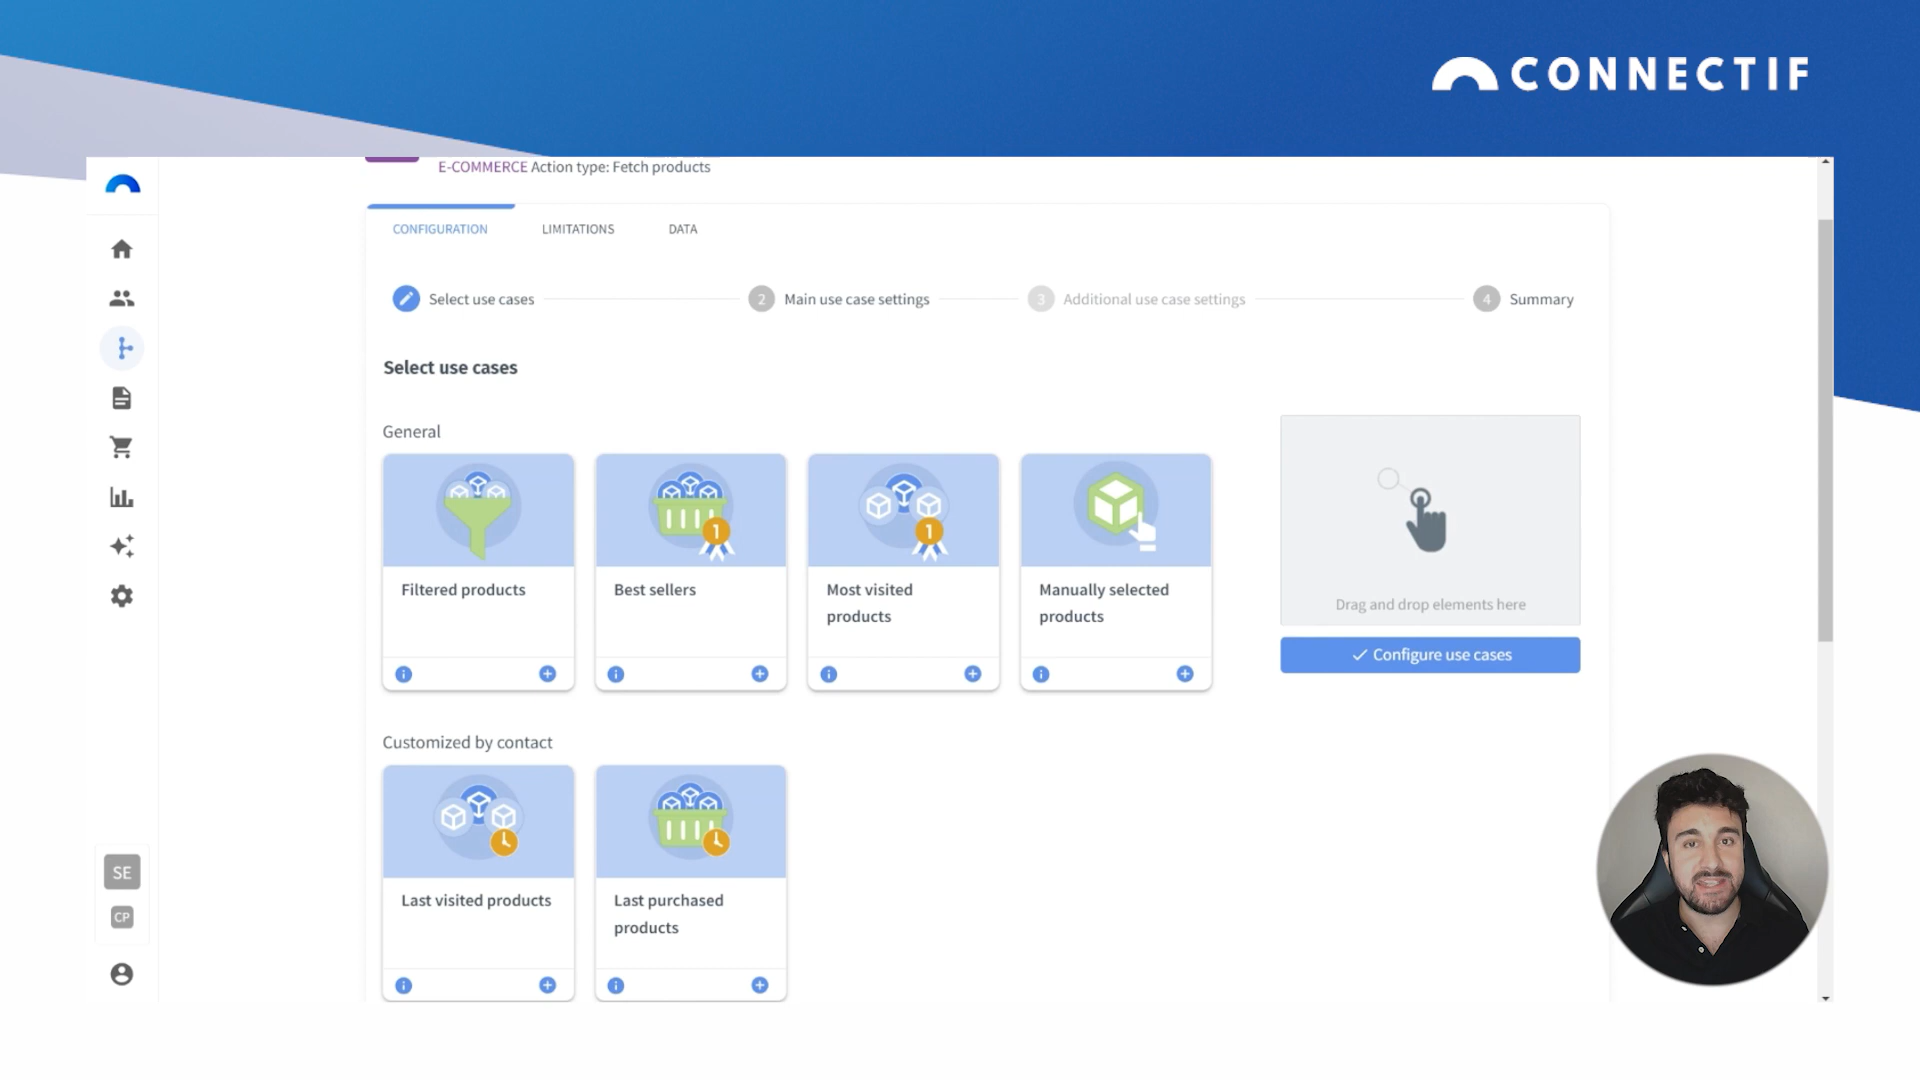 CONNECTIF
E-COMMERCE Action type: Fetch products
CONFIGURATION LIMITATIONS DATA
Select use cases 2 Main use case settings 3 Additional use case settings 4 Summary
Select use cases
General
1 1
Filtered products
Best sellers
Most visited
products
Manually selected
products
Drag and drop elements here
Configure use cases
Customized by contact
Last visited products
Last purchased
products
SE
CP